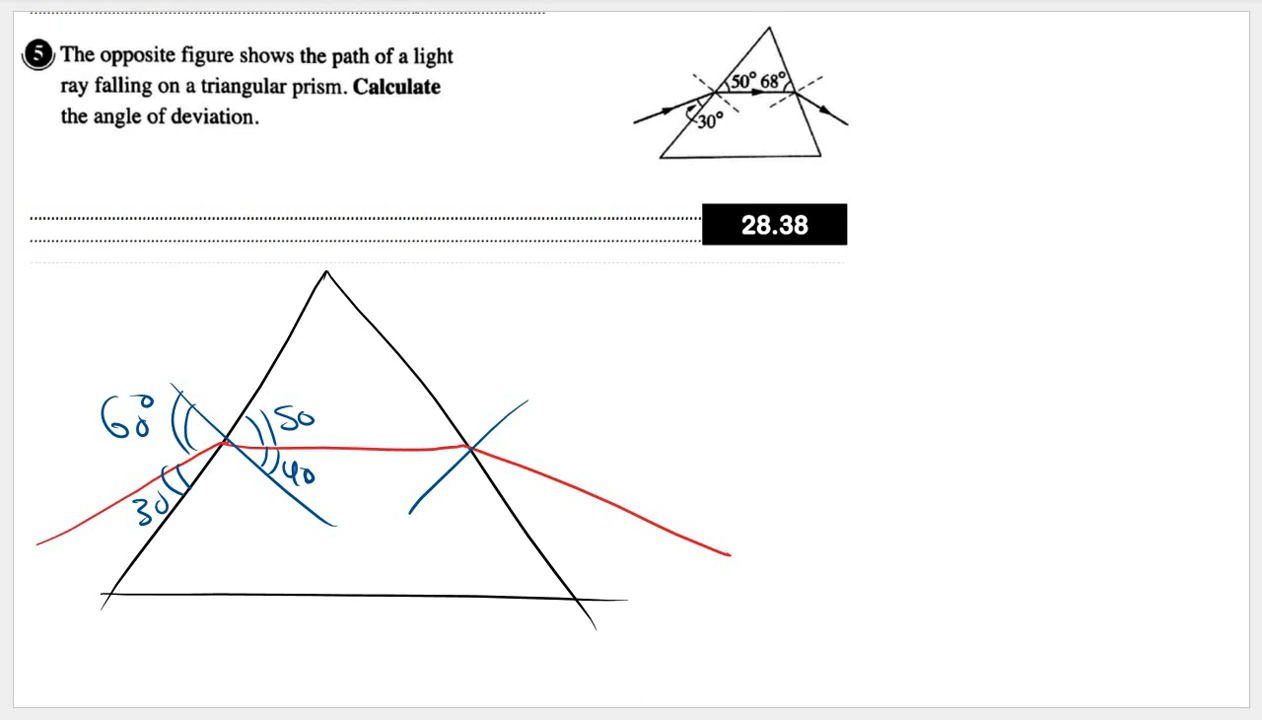 5 The opposite figure shows the path of a light
ray falling on a triangular prism. Calculate
the angle of deviation.
50° 68°
30°
28.38
60°
50
40
30